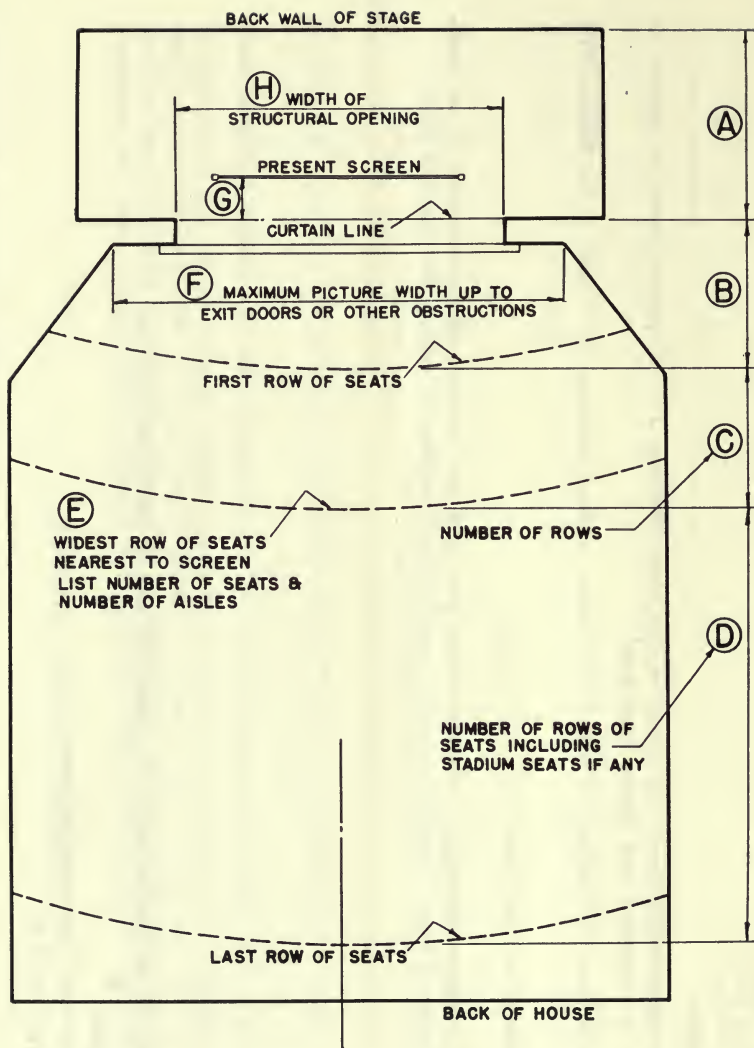 BACK WALL OF STAGE
H WIDTH OF
STRUCTURAL OPENING
A
PRESENT SCREEN
G
CURTAIN LINE
F MAXIMUM PICTURE WIDTH UP TO
EXIT DOORS OR OTHER OBSTRUCTIONS
B
FIRST ROW OF SEATS
C
E
WIDEST ROW OF SEATS
NEAREST TO SCREEN
LIST NUMBER OF SEATS &
NUMBER OF AISLES
NUMBER OF ROWS
D
NUMBER OF ROWS OF
SEATS INCLUDING
STADIUM SEATS IF ANY
LAST ROW OF SEATS
BACK OF HOUSE